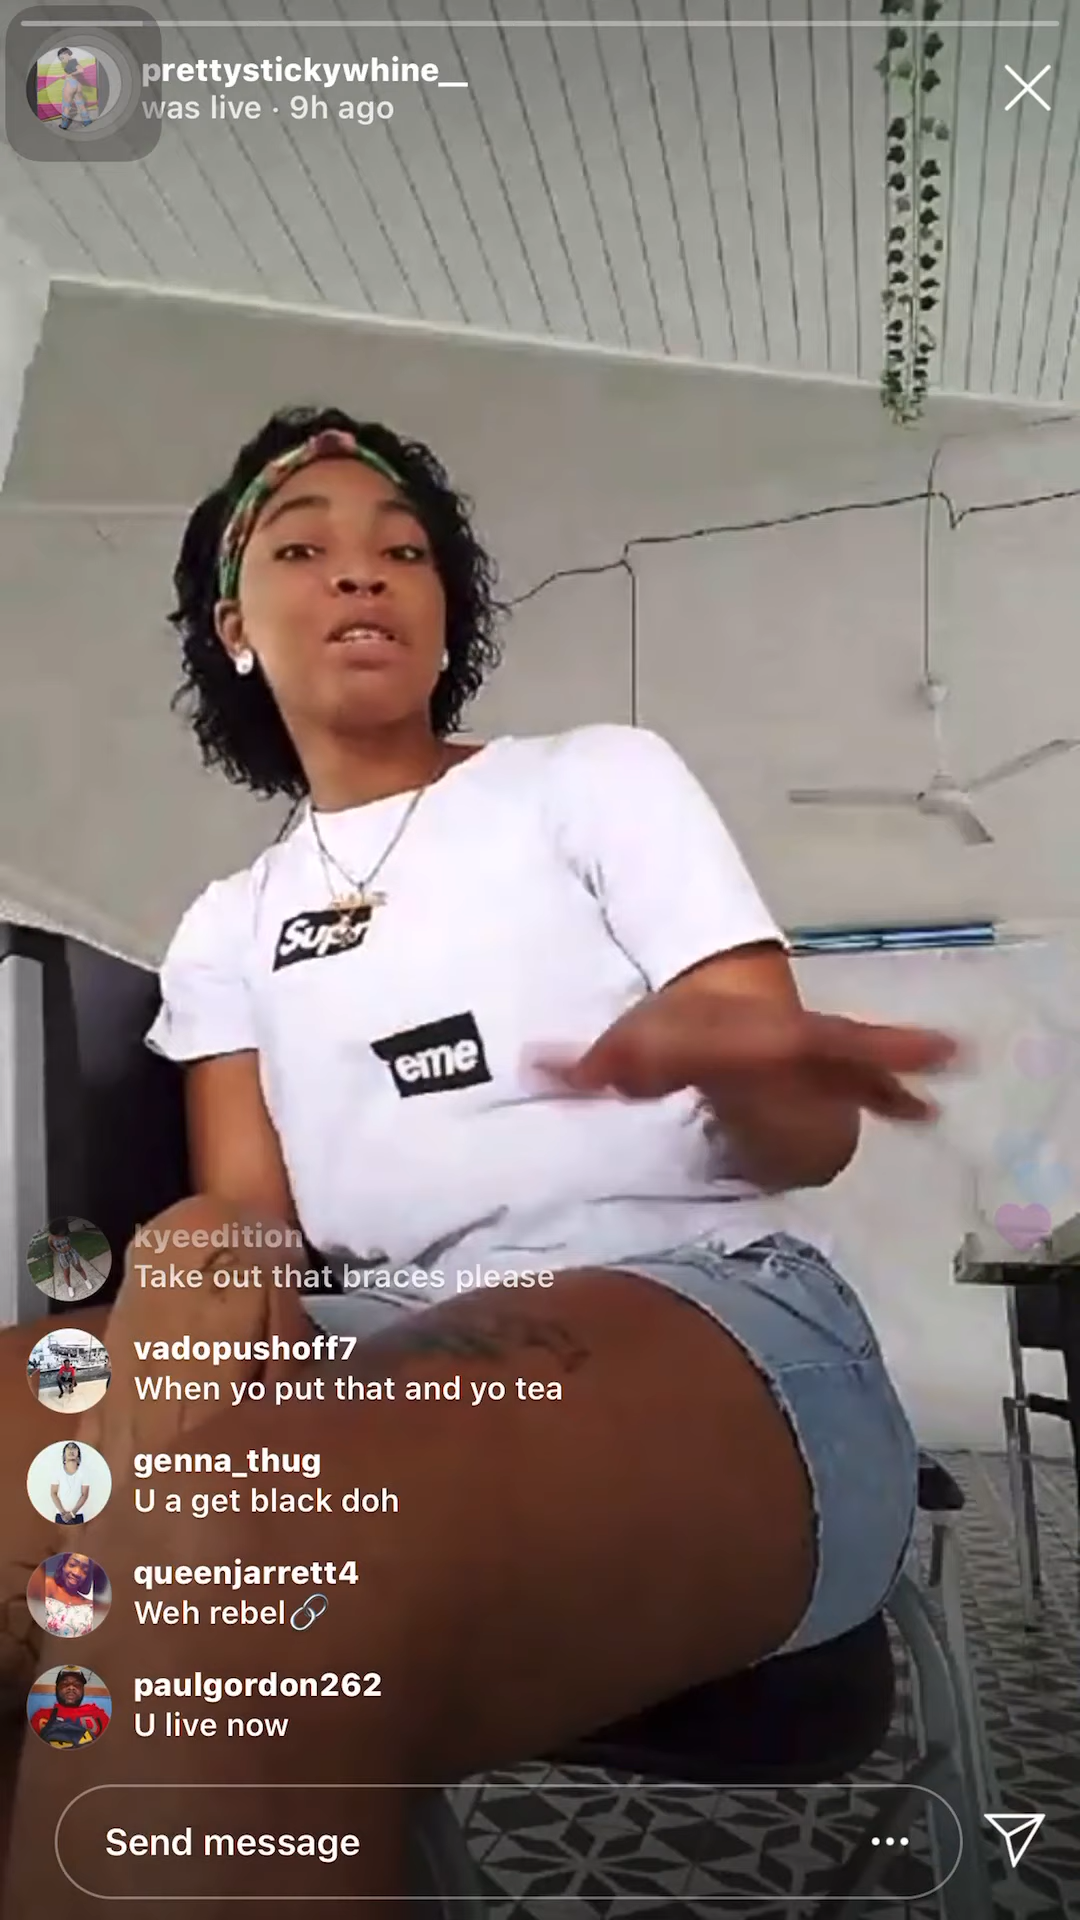 prettystickywhine__
was live · 9h ago
Sup
eme
kyeedition
Take out that braces please
vadopushoff7
When yo put that and yo tea
genna_thug
U a get black doh
queenjarrett4
Weh rebel🔗
paulgordon262
U live now
Send message